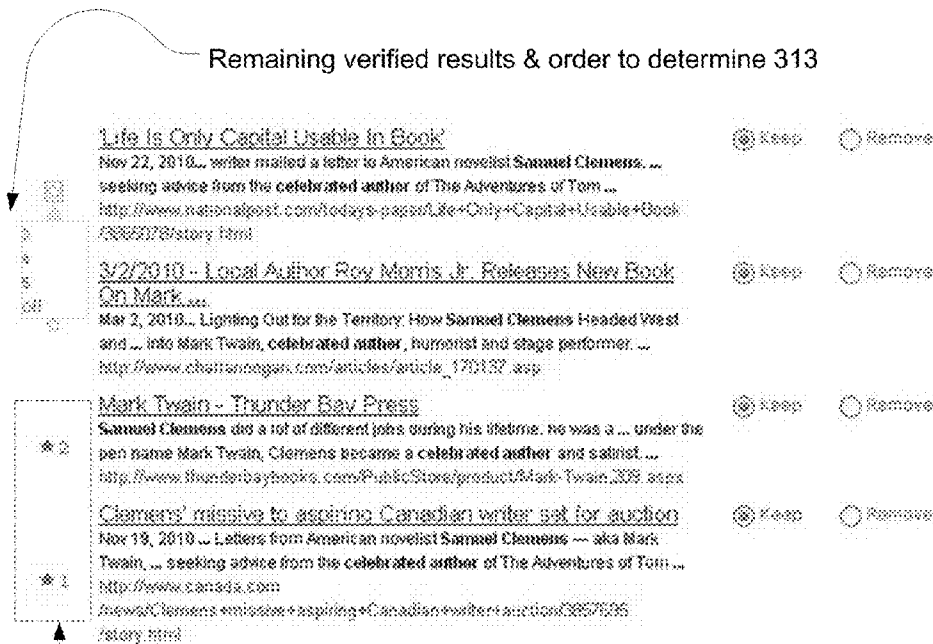 Remaining verified results & order to determine 313
'Life Is Only Capital Usable In Book'
Keep
Remove
Nov 22, 2010... writer mailed a letter to American novelist Samuel Clemens, ...
seeking advice from the celebrated author of The Adventures of Tom ...
http://www.nationalpost.com/todays-paper/Life+Only+Capital+Usable+Book
/story.html
3/2/2010 - Local Author Roy Morris Jr. Releases New Book
On Mark ...
Keep
Remove
Mar 2, 2010... Lighting Out for the Territory: How Samuel Clemens Headed West
and ... into Mark Twain, celebrated author, humorist and stage performer. ...
http://www.chattanoogan.com/articles/article_170137.asp
Mark Twain - Thunder Bay Press
Keep
Remove
Samuel Clemens did a lot of different jobs during his lifetime. he was a ... under the
pen name Mark Twain, Clemens became a celebrated author and satirist. ...
http://www.thunderbaybooks.com/PublicStore/product/Mark-Twain,209.aspx
★ 2
Clemens' missive to aspiring Canadian writer set for auction
Keep
Remove
Nov 19, 2010 ... Letters from American novelist Samuel Clemens — aka Mark
Twain, ... seeking advice from the celebrated author of The Adventures of Tom ...
★ 1
http://www.canada.com
/news/Clemens+missive+aspiring+Canadian+writer+auction/
/story.html